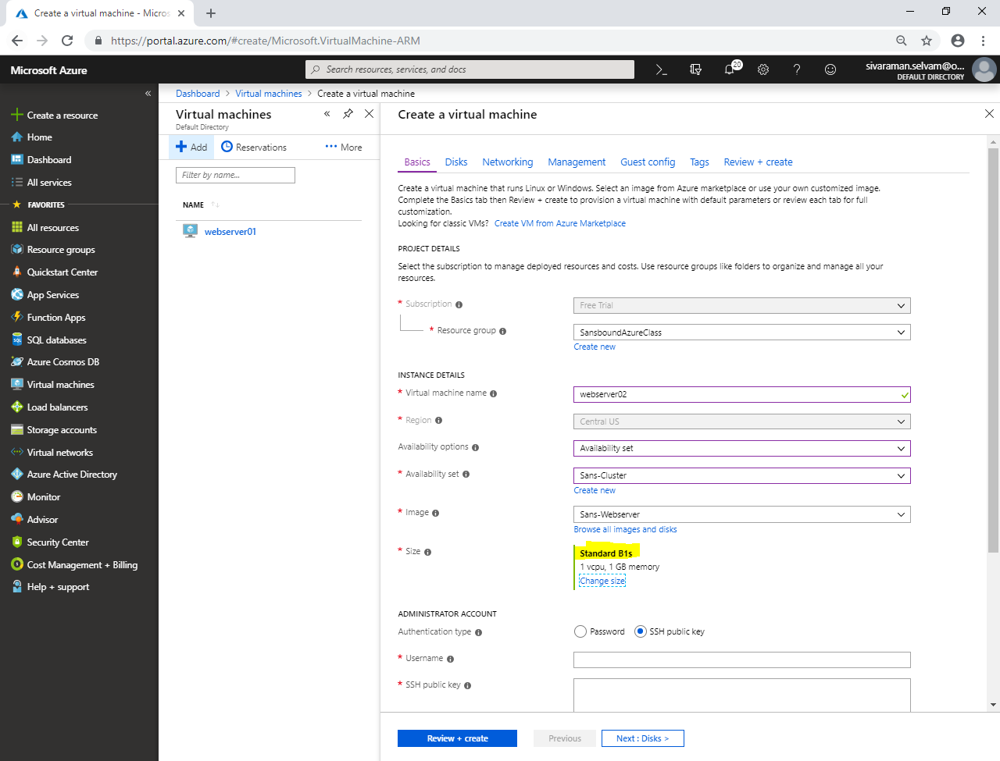 Create a virtual machine - Micros
https://portal.azure.com/#create/Microsoft.VirtualMachine-ARM
Microsoft Azure
Search resources, services, and docs
20
sivaraman.selvam@o...
DEFAULT DIRECTORY
Create a resource
Home
Dashboard
All services
FAVORITES
All resources
Resource groups
Quickstart Center
App Services
Function Apps
SQL databases
Azure Cosmos DB
Virtual machines
Load balancers
Storage accounts
Virtual networks
Azure Active Directory
Monitor
Advisor
Security Center
Cost Management + Billing
Help + support
Dashboard > Virtual machines > Create a virtual machine
Virtual machines
Default Directory
Add Reservations ••• More
Filter by name...
NAME
webserver01
Create a virtual machine
Basics Disks Networking Management Guest config Tags Review + create
Create a virtual machine that runs Linux or Windows. Select an image from Azure marketplace or use your own customized image.
Complete the Basics tab then Review + create to provision a virtual machine with default parameters or review each tab for full
customization.
Looking for classic VMs? Create VM from Azure Marketplace
PROJECT DETAILS
Select the subscription to manage deployed resources and costs. Use resource groups like folders to organize and manage all your
resources.
* Subscription Free Trial
* Resource group SansboundAzureClass
Create new
INSTANCE DETAILS
* Virtual machine name webserver02
* Region Central US
Availability options Availability set
* Availability set Sans-Cluster
Create new
* Image Sans-Webserver
Browse all images and disks
* Size Standard B1s
1 vcpu, 1 GB memory
Change size
ADMINISTRATOR ACCOUNT
Authentication type Password SSH public key
* Username
* SSH public key
Review + create Previous Next : Disks >